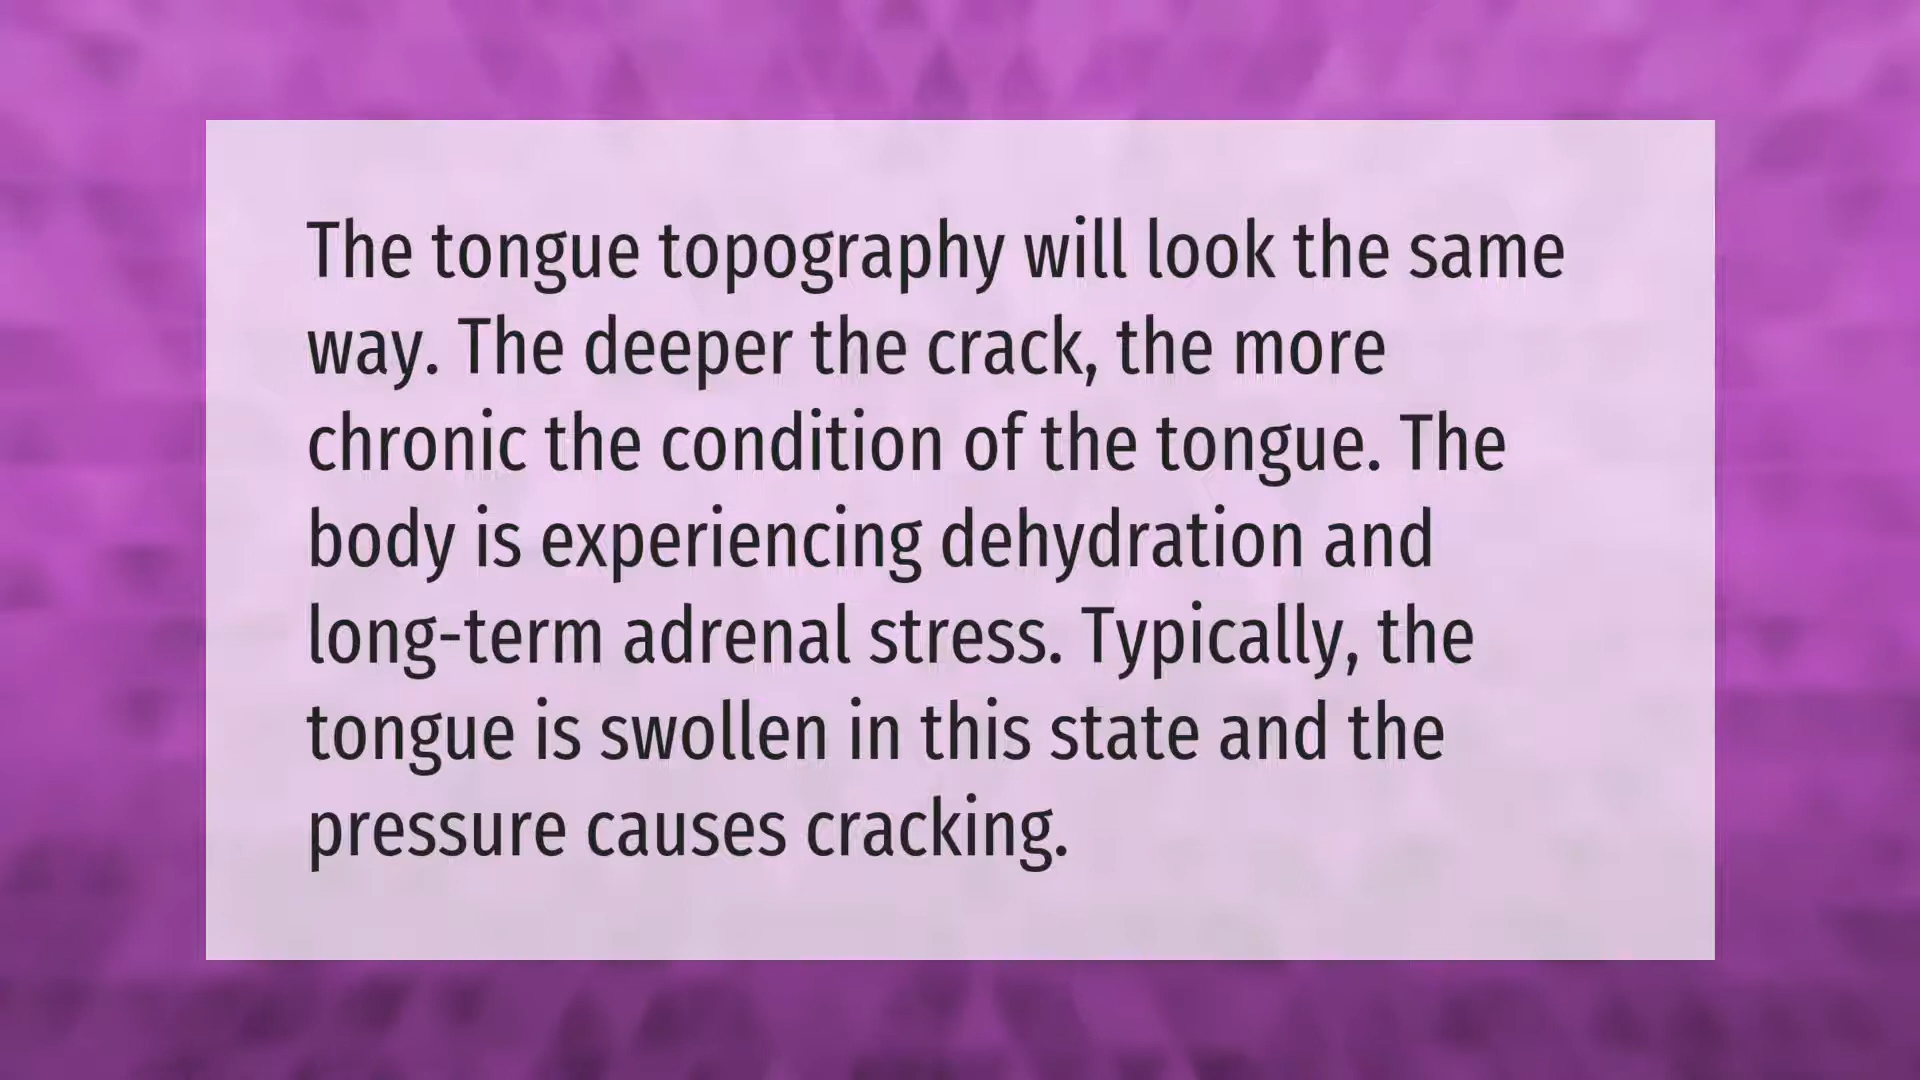 The tongue topography will look the same
way. The deeper the crack, the more
chronic the condition of the tongue. The
body is experiencing dehydration and
long-term adrenal stress. Typically, the
tongue is swollen in this state and the
pressure causes cracking.